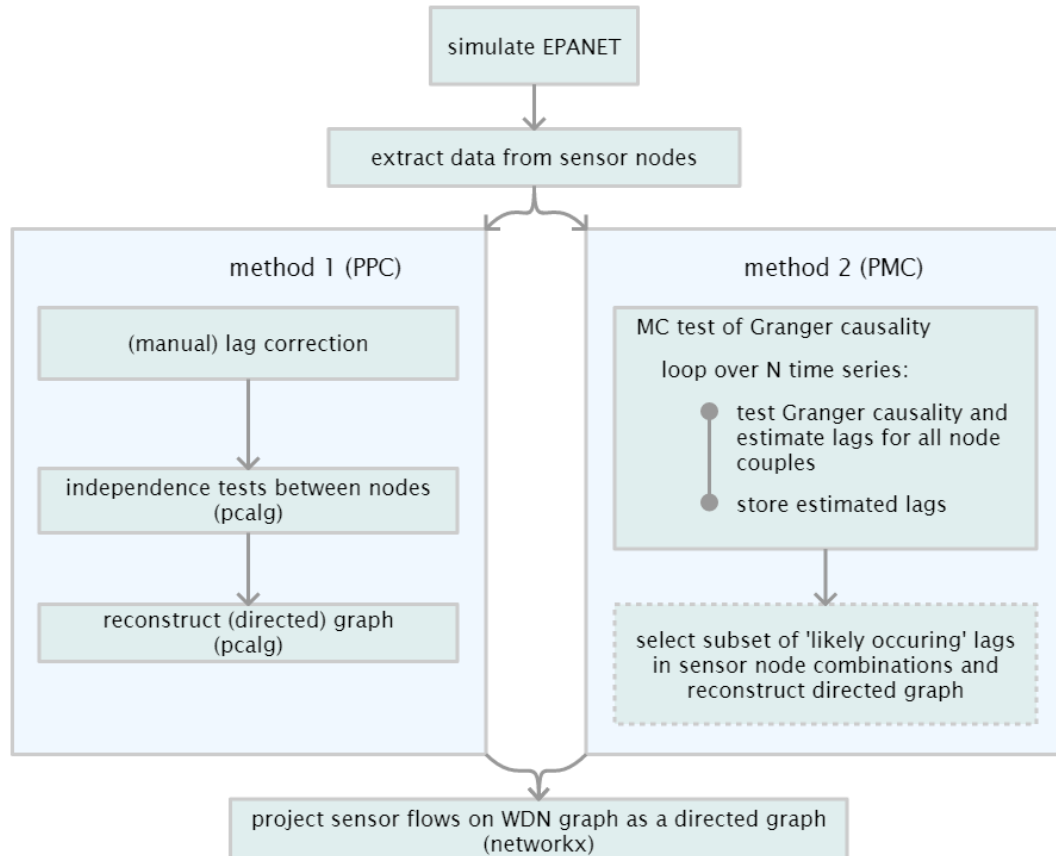 simulate EPANET
extract data from sensor nodes
method 1 (PPC)
(manual) lag correction
independence tests between nodes
(pcalg)
reconstruct (directed) graph
(pcalg)
method 2 (PMC)
MC test of Granger causality
loop over N time series:
test Granger causality and
estimate lags for all node
couples
store estimated lags
select subset of 'likely occuring' lags
in sensor node combinations and
reconstruct directed graph
project sensor flows on WDN graph as a directed graph
(networkx)